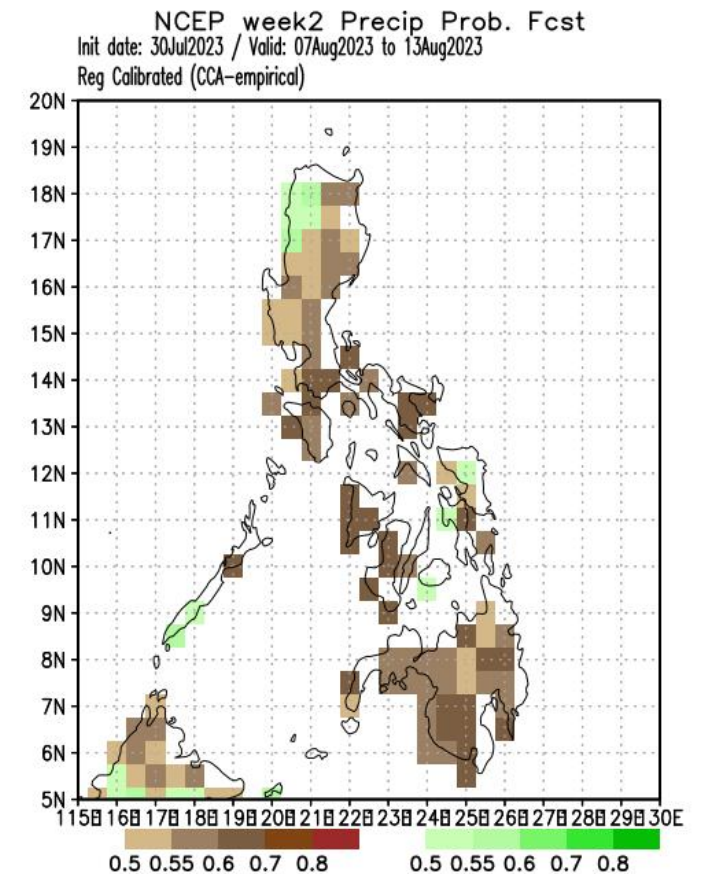 NCEP week2 Precip Prob. Fcst
Init date: 30Jul2023 / Valid: 07Aug2023 to 13Aug2023
Reg Calibrated (CCA-empirical)
20N
19N
18N
17N
16N
15N
14N
13N
12N
11N
10N
9N
8N
7N
6N
5N
115E 116E 117E 118E 119E 120E 121E 122E 123E 124E 125E 126E 127E 128E 129E 130E
0.5 0.55 0.6 0.7 0.8 0.5 0.55 0.6 0.7 0.8